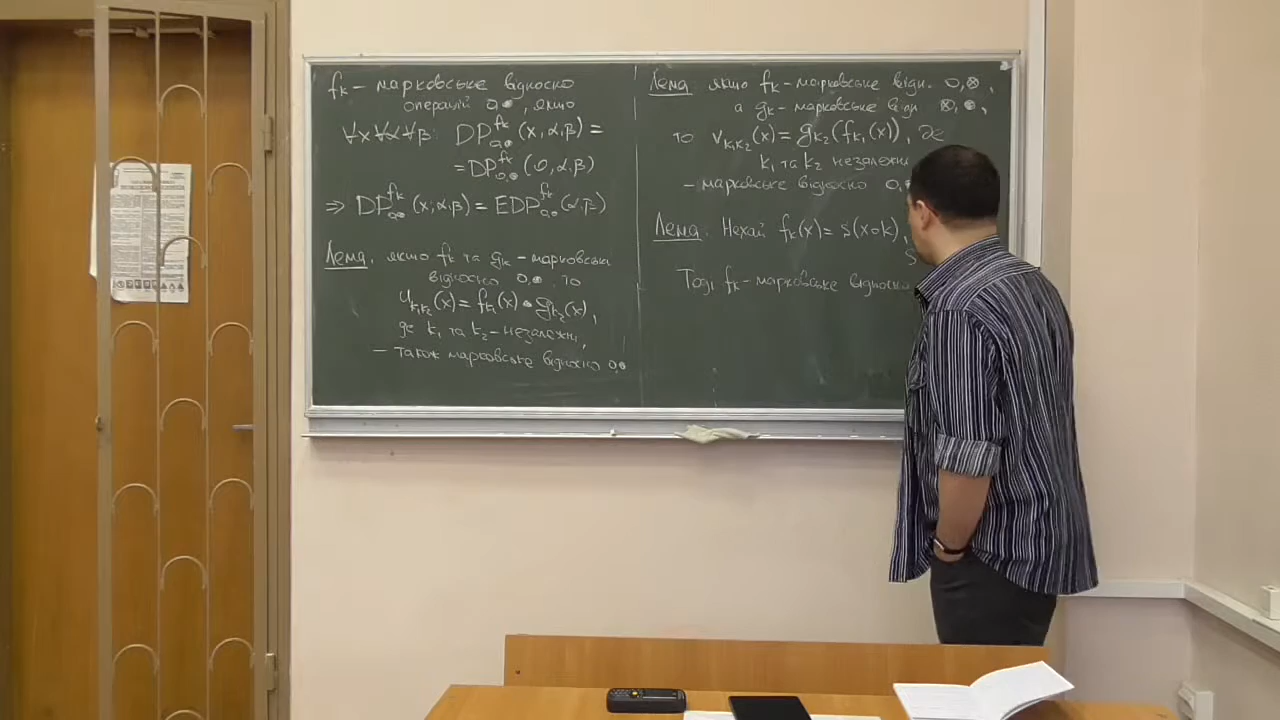 f_k – марковське відносно
операцій ∘, •, якщо
∀x ∀α ∀β: DP^{f_k}_{∘•}(x, α, β) =
= DP^{f_k}_{∘•}(0, α, β)
⇒ DP^{f_k}_{∘•}(x; α, β) = EDP^{f_k}_{∘•}(α, β)
Лема. якщо f_k та g_k – марковські
відносно ∘, • то
u_{k₁k₂}(x) = f_{k₁}(x) • g_{k₂}(x),
де k₁ та k₂ – незалежні,
– також марковське відносно ∘, •
Лема якщо f_k – марковське відн. ∘, ⊗,
а g_k – марковське відн ⊗, •,
то v_{k₁k₂}(x) = g_{k₂}(f_{k₁}(x)), де
k₁ та k₂ незалежні
– марковське відносно ∘,
Лема. Нехай f_k(x) = S(x∘k),
S
Тоді f_k – марковське відносно